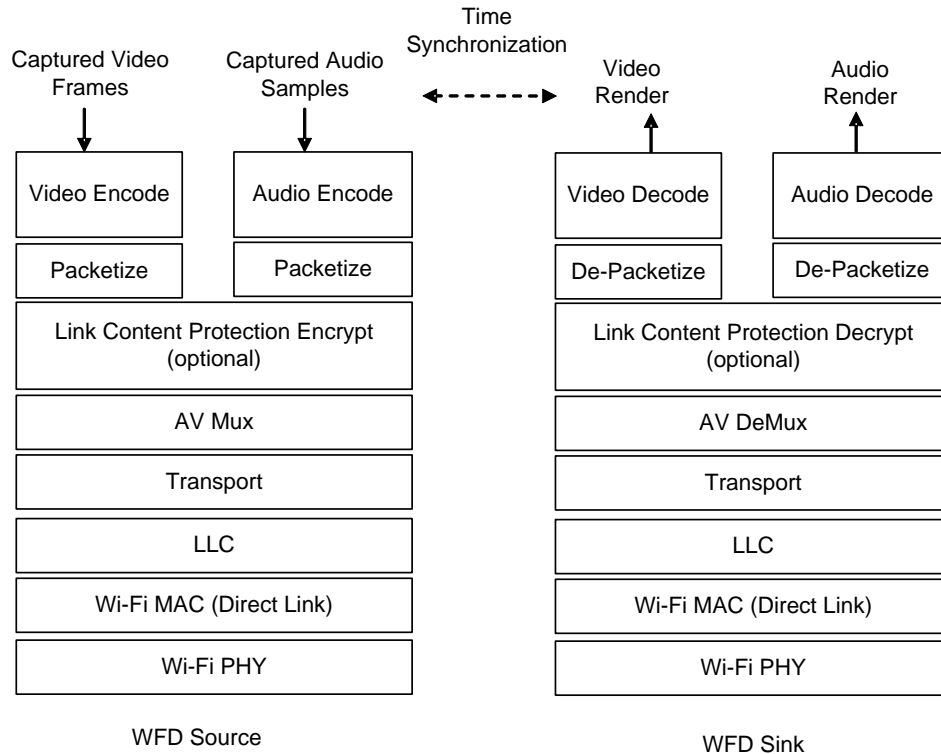 Time
Synchronization
Captured Video
Frames
Captured Audio
Samples
Video
Render
Audio
Render
Video Encode
Audio Encode
Video Decode
Audio Decode
Packetize
Packetize
De-Packetize
De-Packetize
Link Content Protection Encrypt
(optional)
Link Content Protection Decrypt
(optional)
AV Mux
AV DeMux
Transport
Transport
LLC
LLC
Wi-Fi MAC (Direct Link)
Wi-Fi MAC (Direct Link)
Wi-Fi PHY
Wi-Fi PHY
WFD Source
WFD Sink